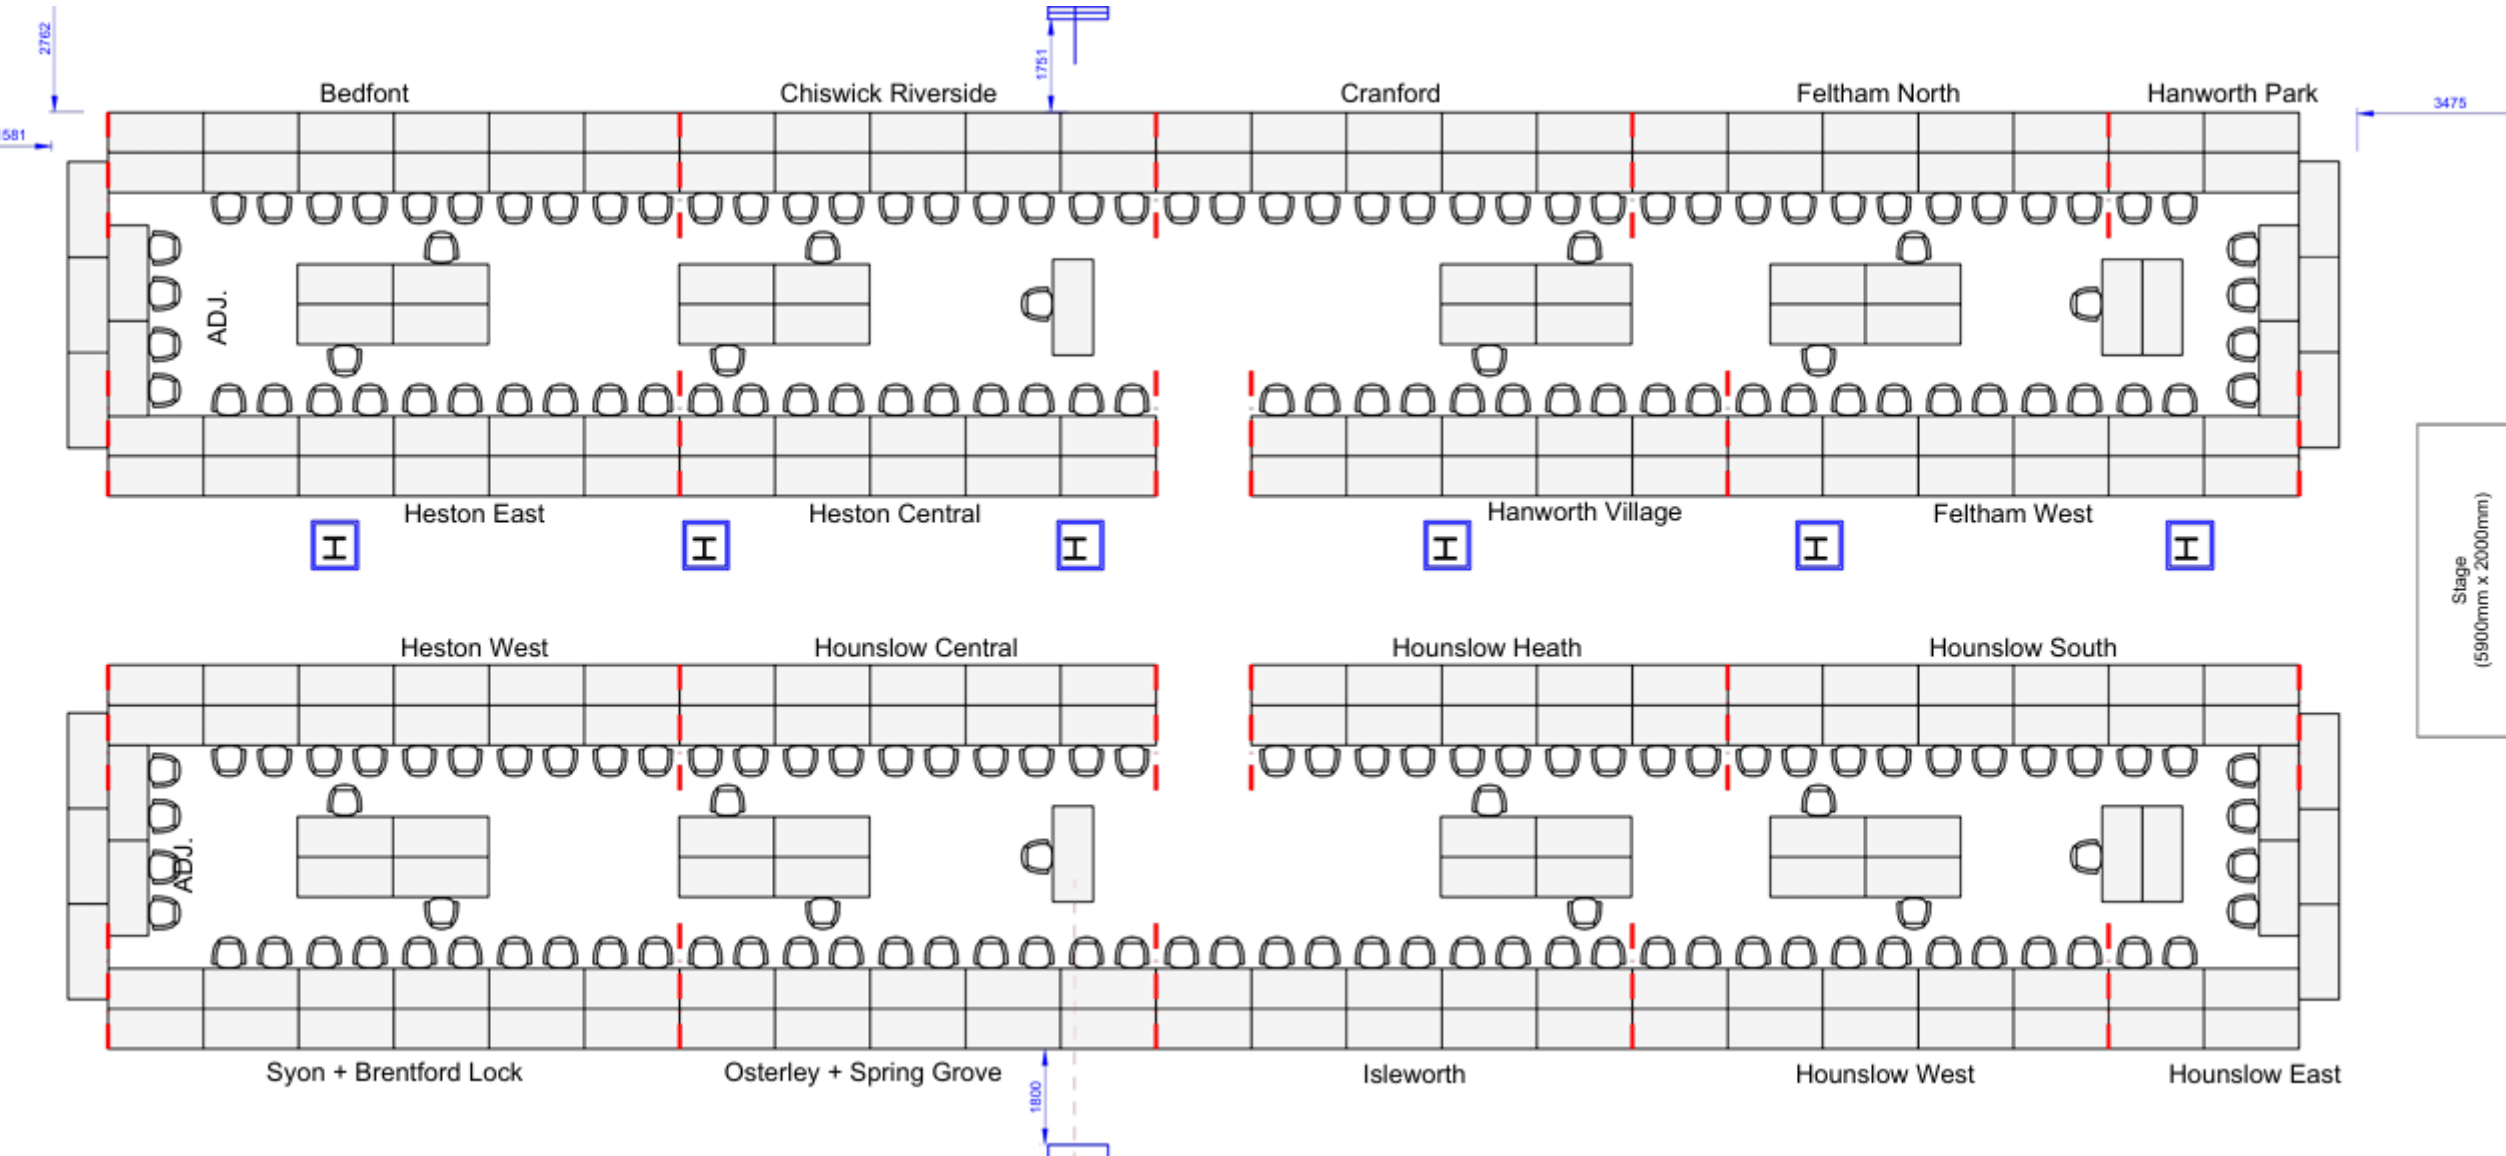 2762
1751
Bedfont
Chiswick Riverside
Cranford
Feltham North
Hanworth Park
3475
1581
ADJ.
Heston East
Heston Central
Hanworth Village
Feltham West
H
H
H
H
H
H
Stage
(5900mm x 2000mm)
Heston West
Hounslow Central
Hounslow Heath
Hounslow South
ADJ.
Syon + Brentford Lock
Osterley + Spring Grove
Isleworth
Hounslow West
Hounslow East
1800